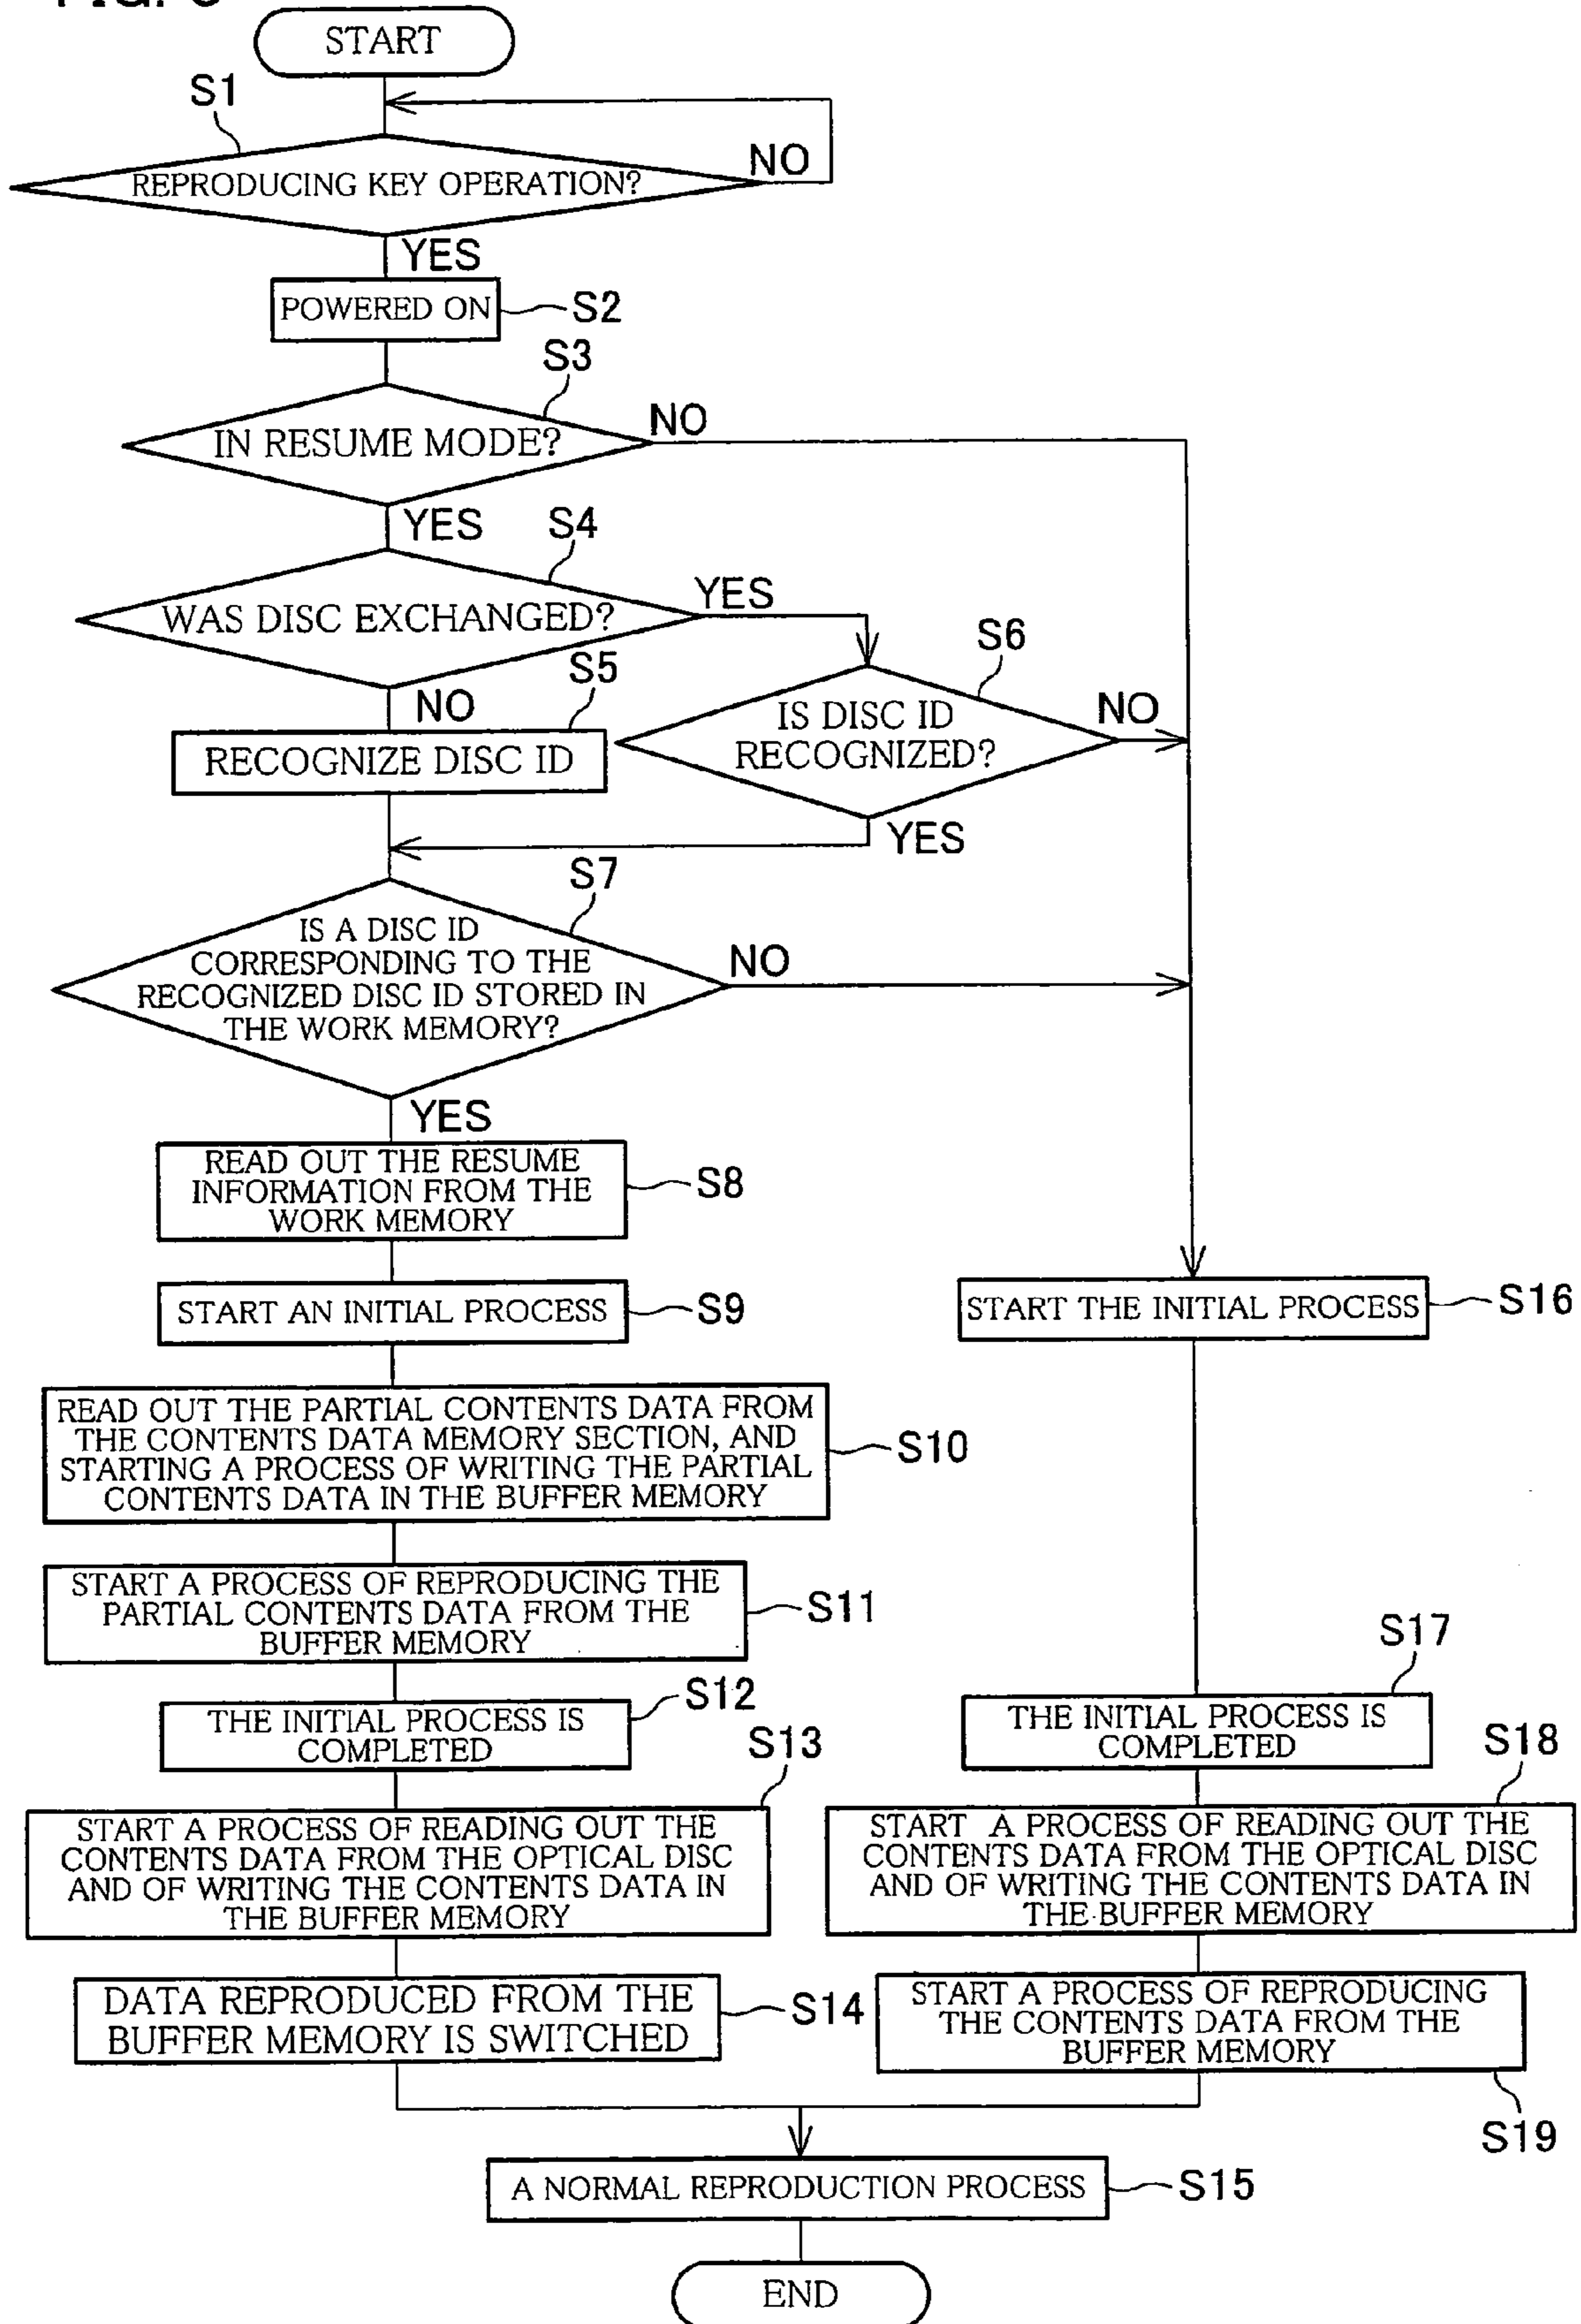 START
S1
NO
REPRODUCING KEY OPERATION?
YES
POWERED ON
S2
S3
NO
IN RESUME MODE?
YES
S4
YES
WAS DISC EXCHANGED?
S6
S5
NO
IS DISC ID
RECOGNIZED?
NO
RECOGNIZE DISC ID
YES
S7
IS A DISC ID
CORRESPONDING TO THE
RECOGNIZED DISC ID STORED IN
THE WORK MEMORY?
NO
YES
READ OUT THE RESUME
INFORMATION FROM THE
WORK MEMORY
S8
START AN INITIAL PROCESS
S9
START THE INITIAL PROCESS
S16
READ OUT THE PARTIAL CONTENTS DATA FROM
THE CONTENTS DATA MEMORY SECTION, AND
STARTING A PROCESS OF WRITING THE PARTIAL
CONTENTS DATA IN THE BUFFER MEMORY
S10
START A PROCESS OF REPRODUCING THE
PARTIAL CONTENTS DATA FROM THE
BUFFER MEMORY
S11
S12
THE INITIAL PROCESS IS
COMPLETED
S17
THE INITIAL PROCESS IS
COMPLETED
S13
START A PROCESS OF READING OUT THE
CONTENTS DATA FROM THE OPTICAL DISC
AND OF WRITING THE CONTENTS DATA IN
THE BUFFER MEMORY
S18
START A PROCESS OF READING OUT THE
CONTENTS DATA FROM THE OPTICAL DISC
AND OF WRITING THE CONTENTS DATA IN
THE BUFFER MEMORY
DATA REPRODUCED FROM THE
BUFFER MEMORY IS SWITCHED
S14
START A PROCESS OF REPRODUCING
THE CONTENTS DATA FROM THE
BUFFER MEMORY
S19
A NORMAL REPRODUCTION PROCESS
S15
END